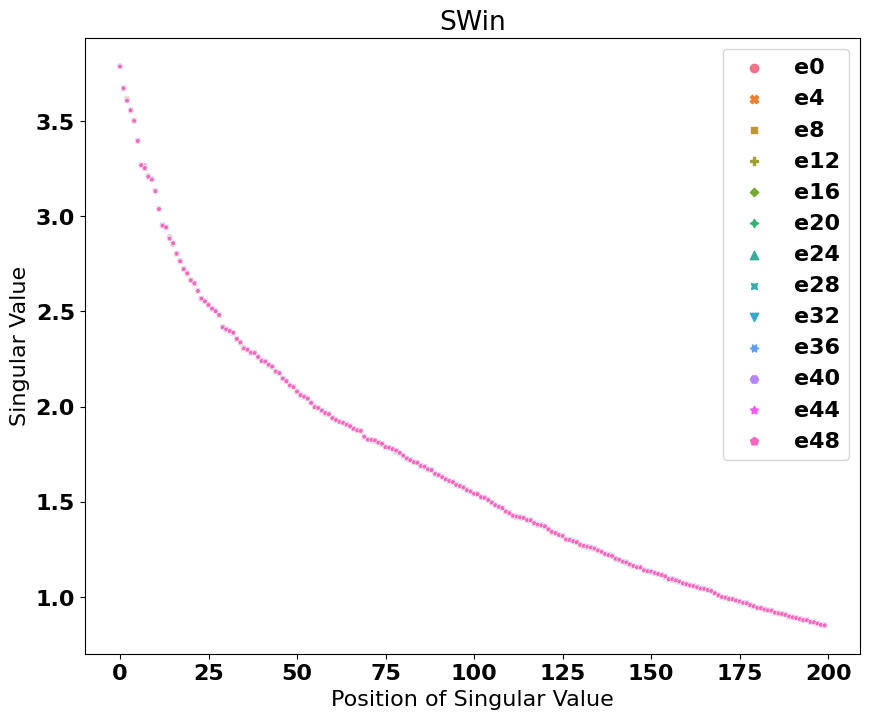 SWin
Singular Value
3.5
3.0
2.5
2.0
1.5
1.0
e0
e4
e8
e12
e16
e20
e24
e28
e32
e36
e40
e44
e48
0 25 50 75 100 125 150 175 200
Position of Singular Value